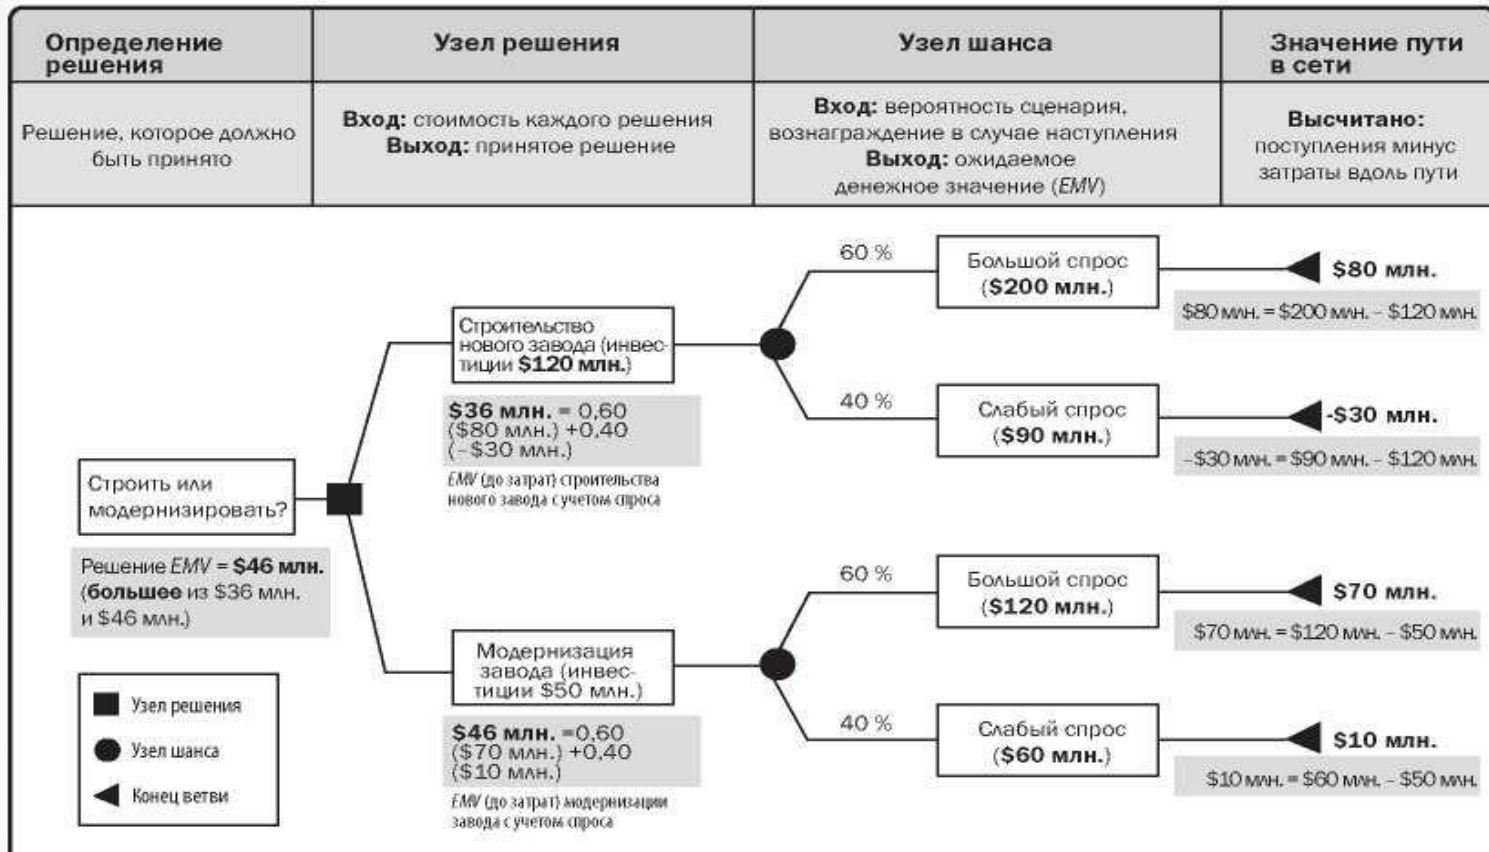 Определение
решения
Узел решения
Узел шанса
Значение пути
в сети
Решение, которое должно
быть принято
Вход: стоимость каждого решения
Выход: принятое решение
Вход: вероятность сценария,
вознаграждение в случае наступления
Выход: ожидаемое
денежное значение (EMV)
Высчитано:
поступления минус
затраты вдоль пути
Строить или
модернизировать?
Решение EMV = $46 млн.
(большее из $36 млн.
и $46 млн.)
Строительство
нового завода (инвес-
тиции $120 млн.)
$36 млн. = 0,60
($80 млн.) +0,40
(–$30 млн.)
EMV (до затрат) строительства
нового завода с учетом спроса
60 %
Большой спрос
($200 млн.)
$80 млн.
$80 млн. = $200 млн. – $120 млн.
40 %
Слабый спрос
($90 млн.)
-$30 млн.
–$30 млн. = $90 млн. – $120 млн.
Модернизация
завода (инвес-
тиции $50 млн.)
$46 млн. =0,60
($70 млн.) +0,40
($10 млн.)
EMV (до затрат) модернизации
завода с учетом спроса
60 %
Большой спрос
($120 млн.)
$70 млн.
$70 млн. = $120 млн. – $50 млн.
40 %
Слабый спрос
($60 млн.)
$10 млн.
$10 млн. = $60 млн. – $50 млн.
Узел решения
Узел шанса
Конец ветви